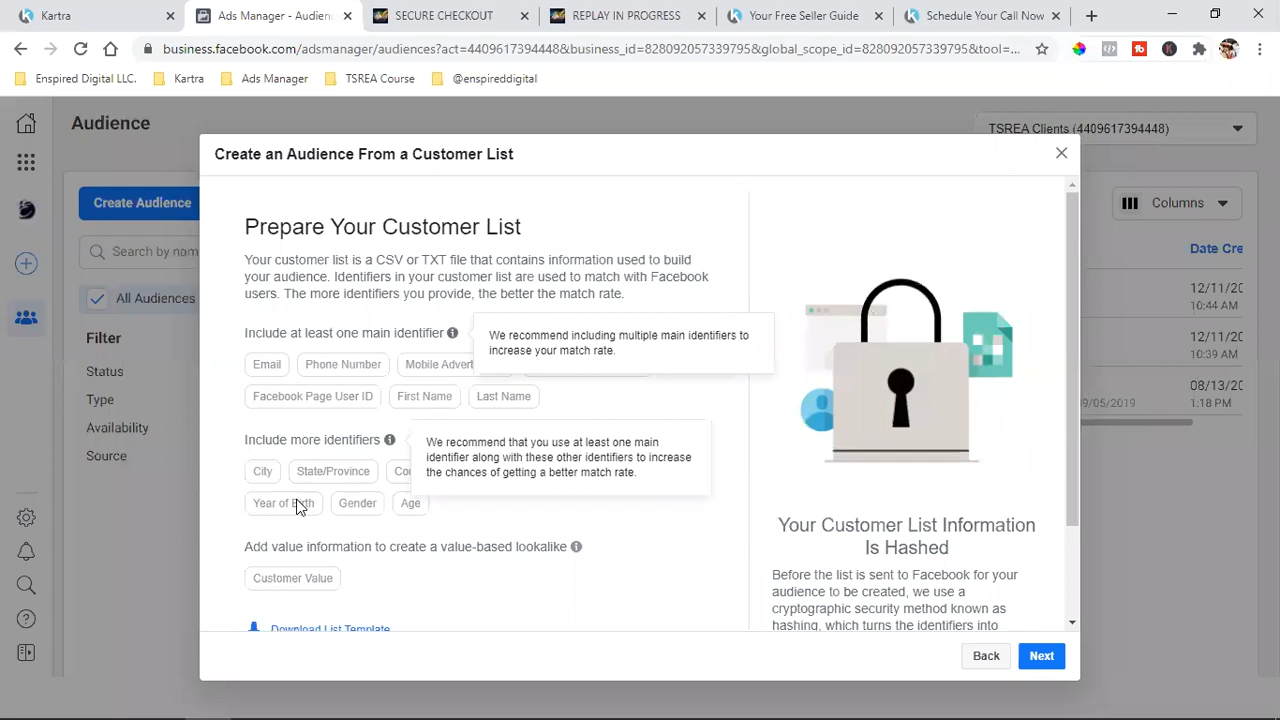 Kartra
Ads Manager - Audienc
SECURE CHECKOUT
REPLAY IN PROGRESS
Your Free Seller Guide
Schedule Your Call Now
business.facebook.com/adsmanager/audiences?act=4409617394448&business_id=828092057339795&global_scope_id=828092057339795&tool=...
Enspired Digital LLC.
Kartra
Ads Manager
TSREA Course
@enspireddigital
Audience
TSREA Clients (4409617394448)
Create an Audience From a Customer List
Create Audience
Columns
Search by nam
Date Cre
All Audiences
12/11/20
10:44 AM
Filter
12/11/20
10:39 AM
Status
Type
08/13/20
9/05/2019
1:18 PM
Availability
Source
Prepare Your Customer List
Your customer list is a CSV or TXT file that contains information used to build
your audience. Identifiers in your customer list are used to match with Facebook
users. The more identifiers you provide, the better the match rate.
Include at least one main identifier
We recommend including multiple main identifiers to
increase your match rate.
Email
Phone Number
Mobile Advert
Facebook Page User ID
First Name
Last Name
Include more identifiers
We recommend that you use at least one main
identifier along with these other identifiers to increase
the chances of getting a better match rate.
City
State/Province
Cou
Year of Birth
Gender
Age
Add value information to create a value-based lookalike
Customer Value
Download List Template
Your Customer List Information
Is Hashed
Before the list is sent to Facebook for your
audience to be created, we use a
cryptographic security method known as
hashing, which turns the identifiers into
Back
Next